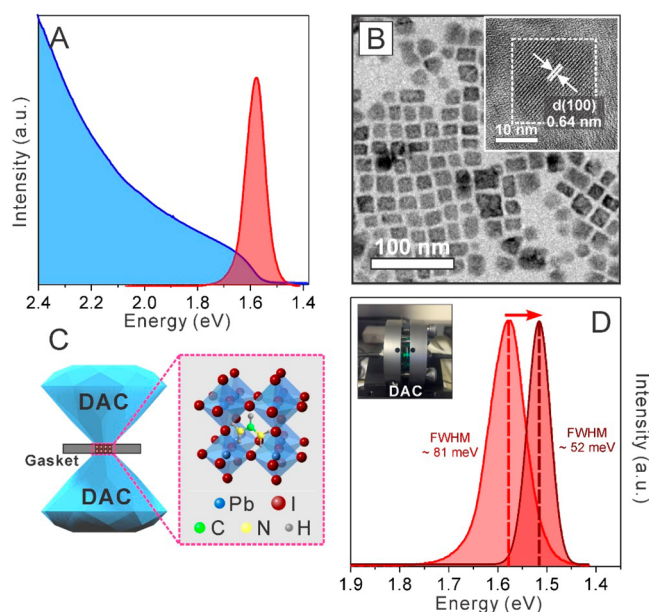 A
Intensity (a.u.)
2.4 2.2 2.0 1.8 1.6 1.4
Energy (eV)
B
d(100)
0.64 nm
10 nm
100 nm
C
DAC
Gasket
DAC
Pb I
C N H
D
DAC
FWHM
~ 81 meV
FWHM
~ 52 meV
Intensity (a.u.)
1.9 1.8 1.7 1.6 1.5 1.4
Energy (eV)